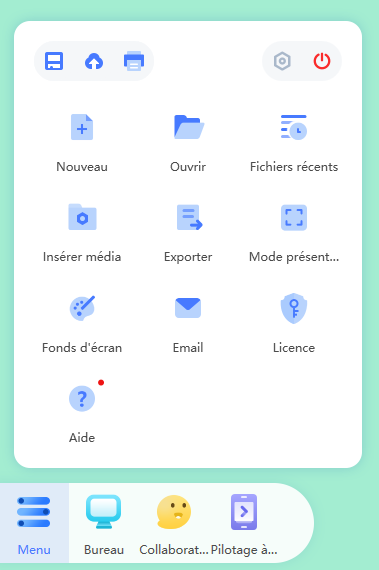 Nouveau
Ouvrir
Fichiers récents
Insérer média
Exporter
Mode présent...
Fonds d'écran
Email
Licence
?
Aide
Menu
Bureau
Collaborat...
Pilotage à...